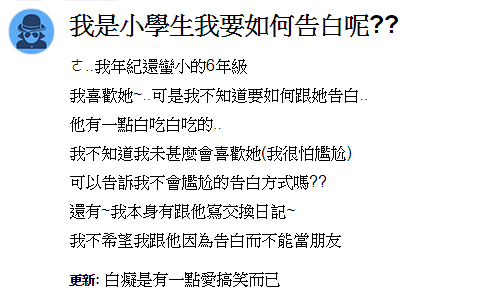 我是小學生我要如何告白呢??
ㄜ..我年紀還蠻小的6年級
我喜歡她~..可是我不知道要如何跟她告白..
他有一點白吃白吃的..
我不知道我未甚麼會喜歡她(我很怕尷尬)
可以告訴我不會尷尬的告白方式嗎??
還有~我本身有跟他寫交換日記~
我不希望我跟他因為告白而不能當朋友
更新: 白癡是有一點愛搞笑而已